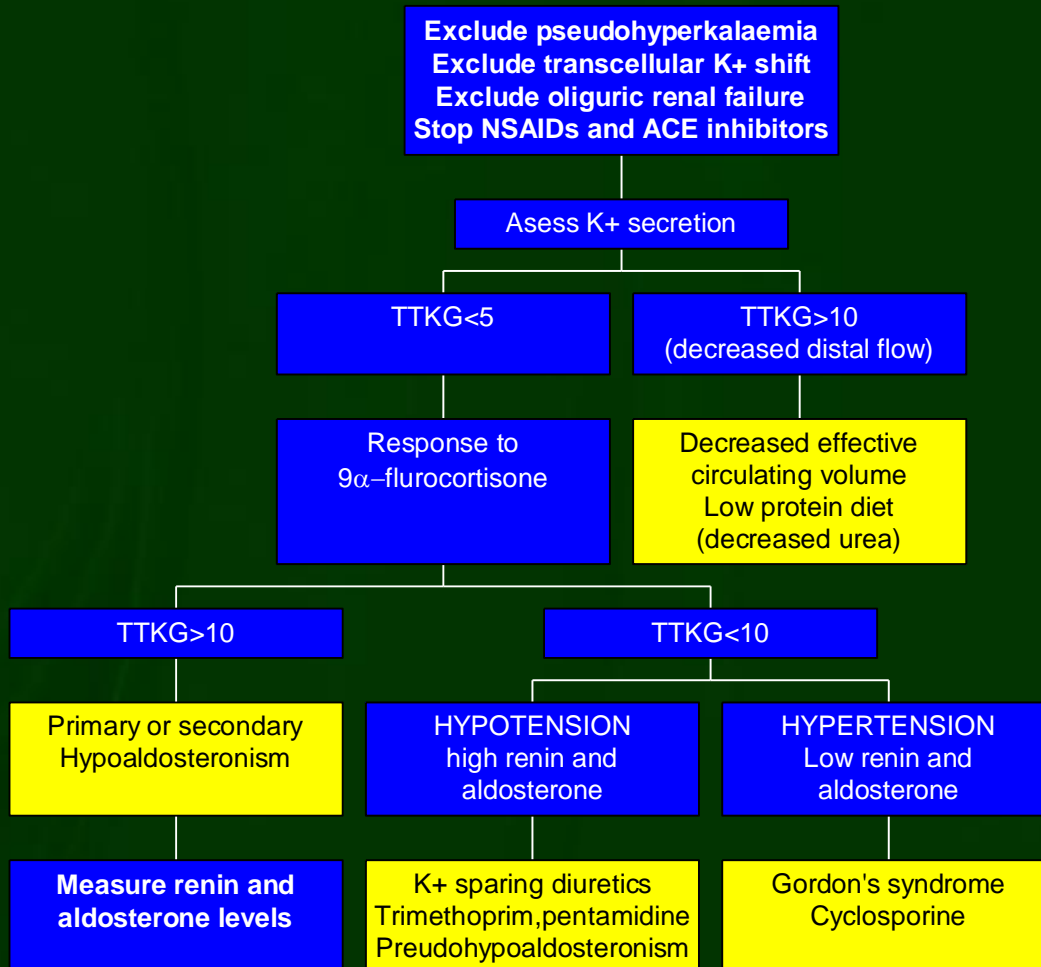 Exclude pseudohyperkalaemia
Exclude transcellular K+ shift
Exclude oliguric renal failure
Stop NSAIDs and ACE inhibitors
Asess K+ secretion
TTKG<5
TTKG>10
(decreased distal flow)
Response to
9α−flurocortisone
Decreased effective
circulating volume
Low protein diet
(decreased urea)
TTKG>10
TTKG<10
Primary or secondary
Hypoaldosteronism
HYPOTENSION
high renin and
aldosterone
HYPERTENSION
Low renin and
aldosterone
Measure renin and
aldosterone levels
K+ sparing diuretics
Trimethoprim,pentamidine
Preudohypoaldosteronism
Gordon's syndrome
Cyclosporine